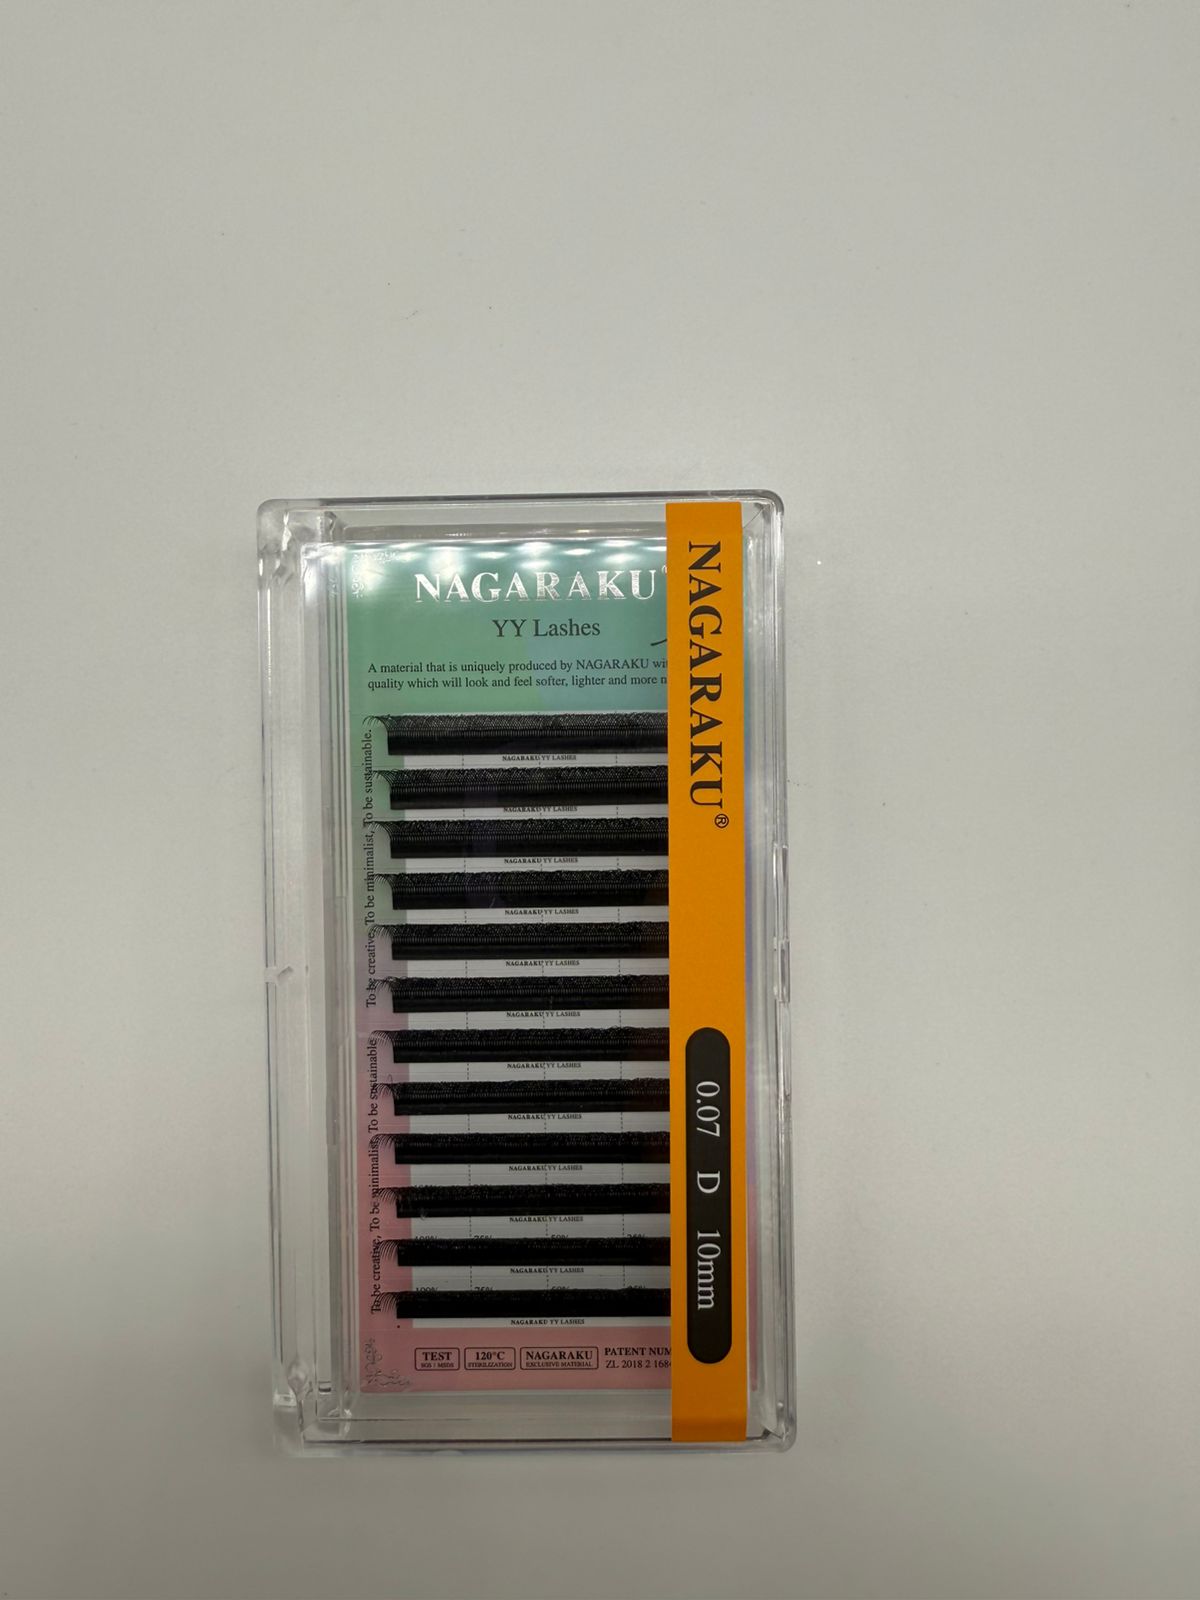 NAGARAKU
YY Lashes
A material that is uniquely produced by NAGARAKU
quality which will look and feel softer, lighter and more
NAGARAKU YY LASHES
NAGARAKU YY LASHES
NAGARAKU YY LASHES
NAGARAKU YY LASHES
NAGARAKU YY LASHES
NAGARAKU YY LASHES
NAGARAKU YY LASHES
NAGARAKU YY LASHES
NAGARAKU YY LASHES
NAGARAKU YY LASHES
NAGARAKU YY LASHES
NAGARAKU YY LASHES
To be creative, To be minimalist, To be sustainable.
To be creative, To be minimalist, To be sustainable
TEST
SGS / MSDS
120°C
STERILIZATION
NAGARAKU
EXCLUSIVE MATERIAL
PATENT NUM
ZL 2018 2 168
NAGARAKU®
0.07 D 10mm